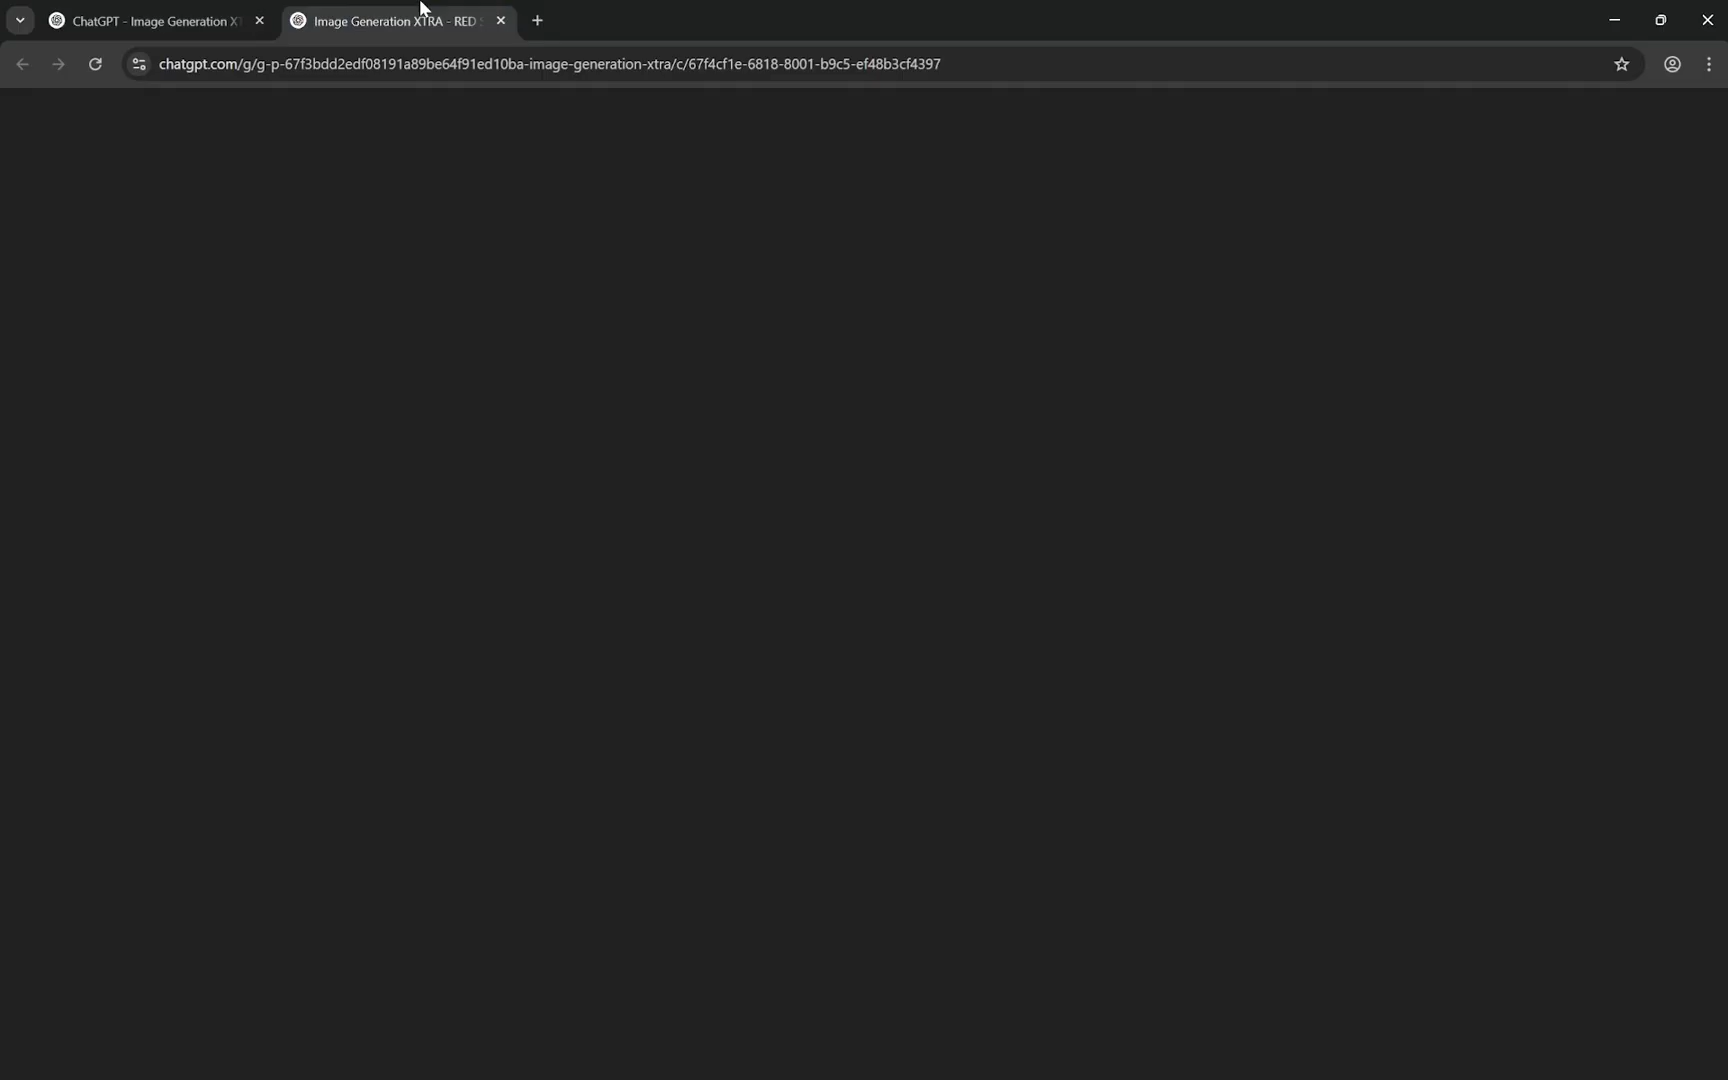 ChatGPT - Image Generation
Image Generation XTRA - RED
chatgpt.com/g/g-p-67f3bdd2edf08191a89be64f91ed10ba-image-generation-xtra/c/67f4cf1e-6818-8001-b9c5-ef48b3cf4397